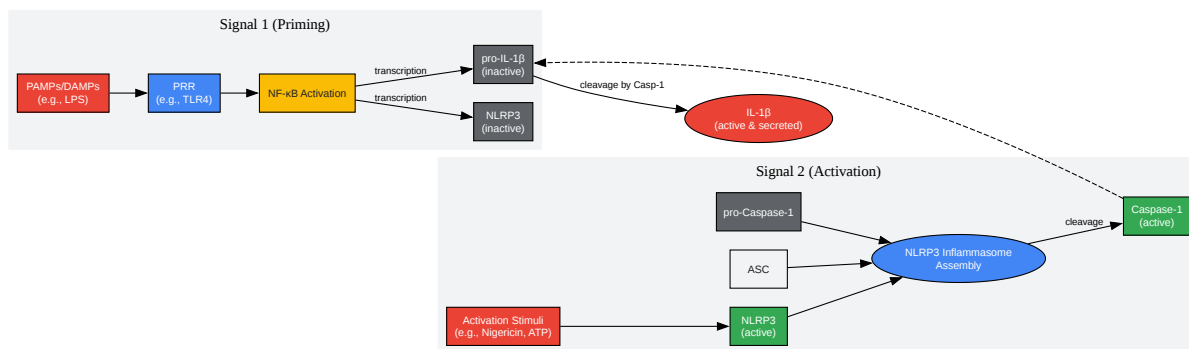 Signal 1 (Priming)
PAMPs/DAMPs
(e.g., LPS)
PRR
(e.g., TLR4)
NF-κB Activation
transcription
transcription
pro-IL-1β
(inactive)
NLRP3
(inactive)
cleavage by Casp-1
IL-1β
(active & secreted)
Signal 2 (Activation)
pro-Caspase-1
ASC
Activation Stimuli
(e.g., Nigericin, ATP)
NLRP3
(active)
NLRP3 Inflammasome
Assembly
cleavage
Caspase-1
(active)